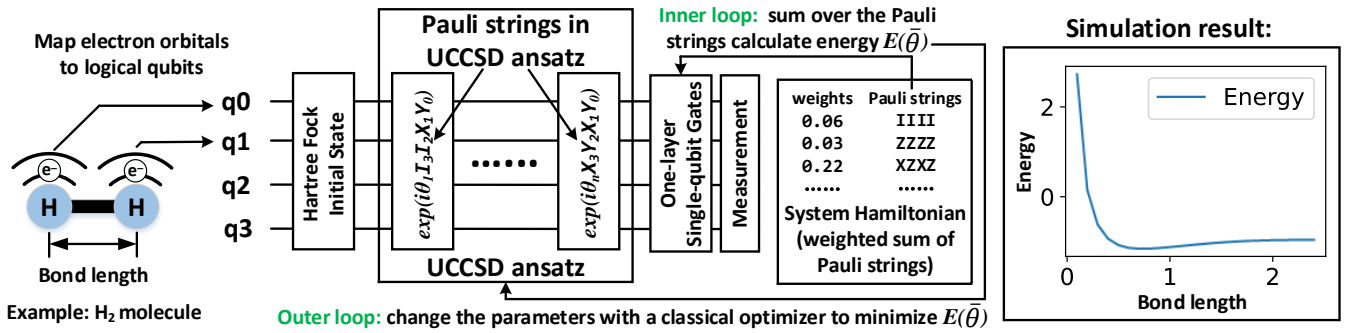 Map electron orbitals
to logical qubits
q0
q1
q2
q3
e⁻
e⁻
H
H
Bond length
Example: H₂ molecule
Hartree Fock
Initial State
Pauli strings in
UCCSD ansatz
exp(iθ₁I₃I₂X₁Y₀)
......
exp(iθₙX₃Y₂X₁Y₀)
UCCSD ansatz
Inner loop: sum over the Pauli
strings calculate energy E(θ̄)
One-layer
Single-qubit Gates
Measurement
weights Pauli strings
0.06 IIII
0.03 ZZZZ
0.22 XZXZ
...... ......
System Hamiltonian
(weighted sum of
Pauli strings)
Outer loop: change the parameters with a classical optimizer to minimize E(θ̄)
Simulation result:
Energy
Energy
2
0
0
1
2
Bond length